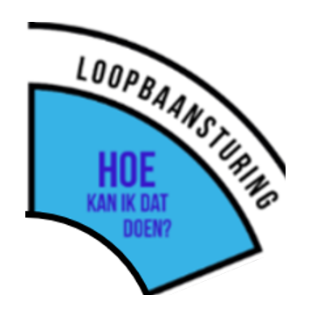 LOOPBAANSTURING
HOE
KAN IK DAT
DOEN?